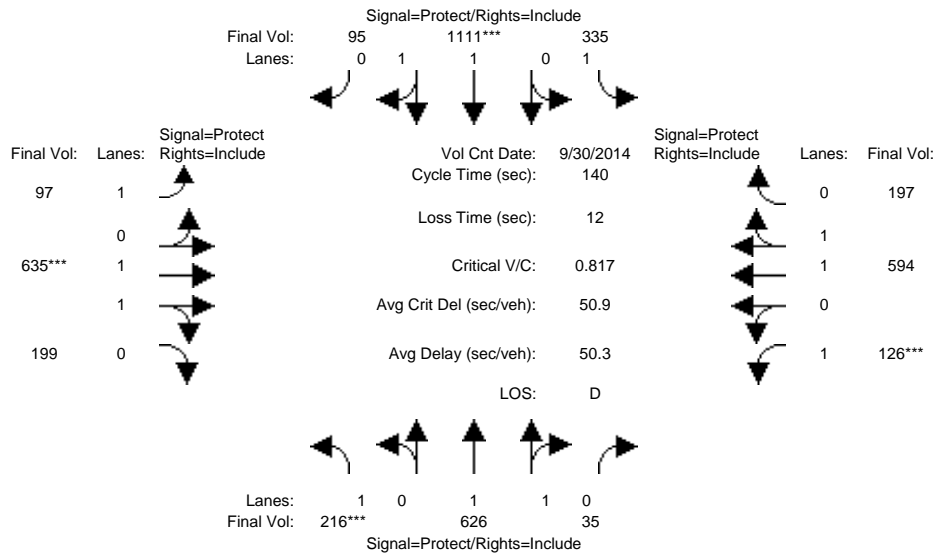 Signal=Protect/Rights=Include
Final Vol: 95 1111*** 335
Lanes: 0 1 1 0 1
Signal=Protect Signal=Protect
Final Vol: Lanes: Rights=Include Vol Cnt Date: 9/30/2014 Rights=Include Lanes: Final Vol:
Cycle Time (sec): 140
97 1 0 197
Loss Time (sec): 12
0 1
635*** 1 Critical V/C: 0.817 1 594
1 Avg Crit Del (sec/veh): 50.9 0
199 0 Avg Delay (sec/veh): 50.3 1 126***
LOS: D
Lanes: 1 0 1 1 0
Final Vol: 216*** 626 35
Signal=Protect/Rights=Include